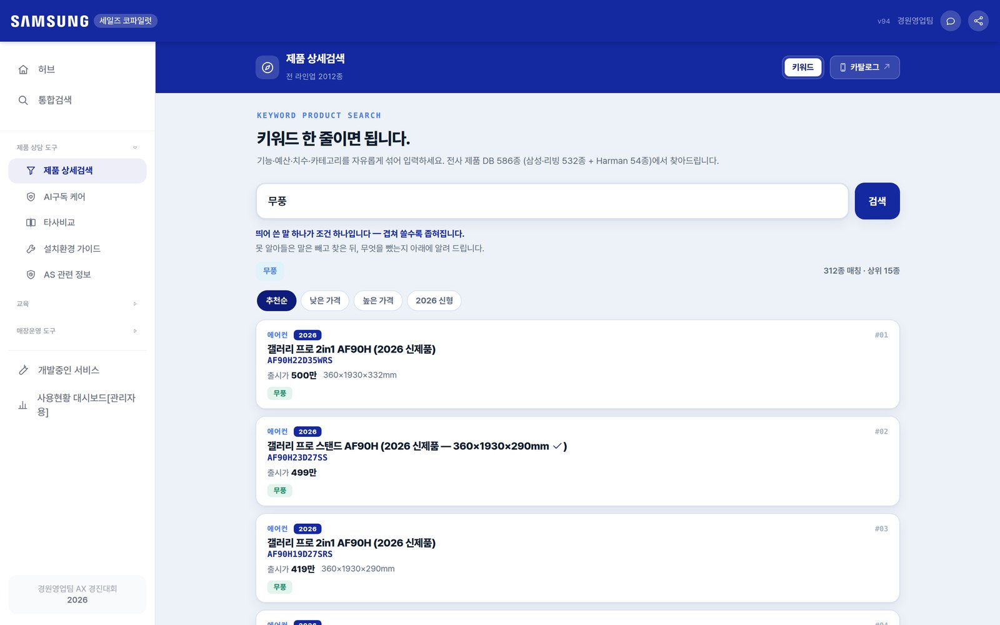 SAMSUNG 세일즈 코파일럿
v94 경원영업팀
허브
통합검색
제품 상담 도구
제품 상세검색
AI구독 케어
타사비교
설치환경 가이드
AS 관련 정보
교육
매장운영 도구
개발중인 서비스
사용현황 대시보드[관리자
용]
경원영업팀 AX 경진대회
2026
제품 상세검색
전 라인업 2012종
키워드
카탈로그
KEYWORD PRODUCT SEARCH
키워드 한 줄이면 됩니다.
기능·예산·치수·카테고리를 자유롭게 섞어 입력하세요. 전사 제품 DB 586종 (삼성·리빙 532종 + Harman 54종)에서 찾아드립니다.
무풍
검색
띄어 쓴 말 하나가 조건 하나입니다 — 겹쳐 쓸수록 좁혀집니다.
못 알아들은 말은 빼고 찾은 뒤, 무엇을 뺐는지 아래에 알려 드립니다.
무풍
312종 매칭 · 상위 15종
추천순 낮은 가격 높은 가격 2026 신형
에어컨 2026 #01
갤러리 프로 2in1 AF90H (2026 신제품)
AF90H22D35WRS
출시가 500만 360×1930×332mm
무풍
에어컨 2026 #02
갤러리 프로 스탠드 AF90H (2026 신제품 — 360×1930×290mm ✓)
AF90H23D27SS
출시가 499만
무풍
에어컨 2026 #03
갤러리 프로 2in1 AF90H (2026 신제품)
AF90H19D27SRS
출시가 419만 360×1930×290mm
무풍
에어컨 2026 #04